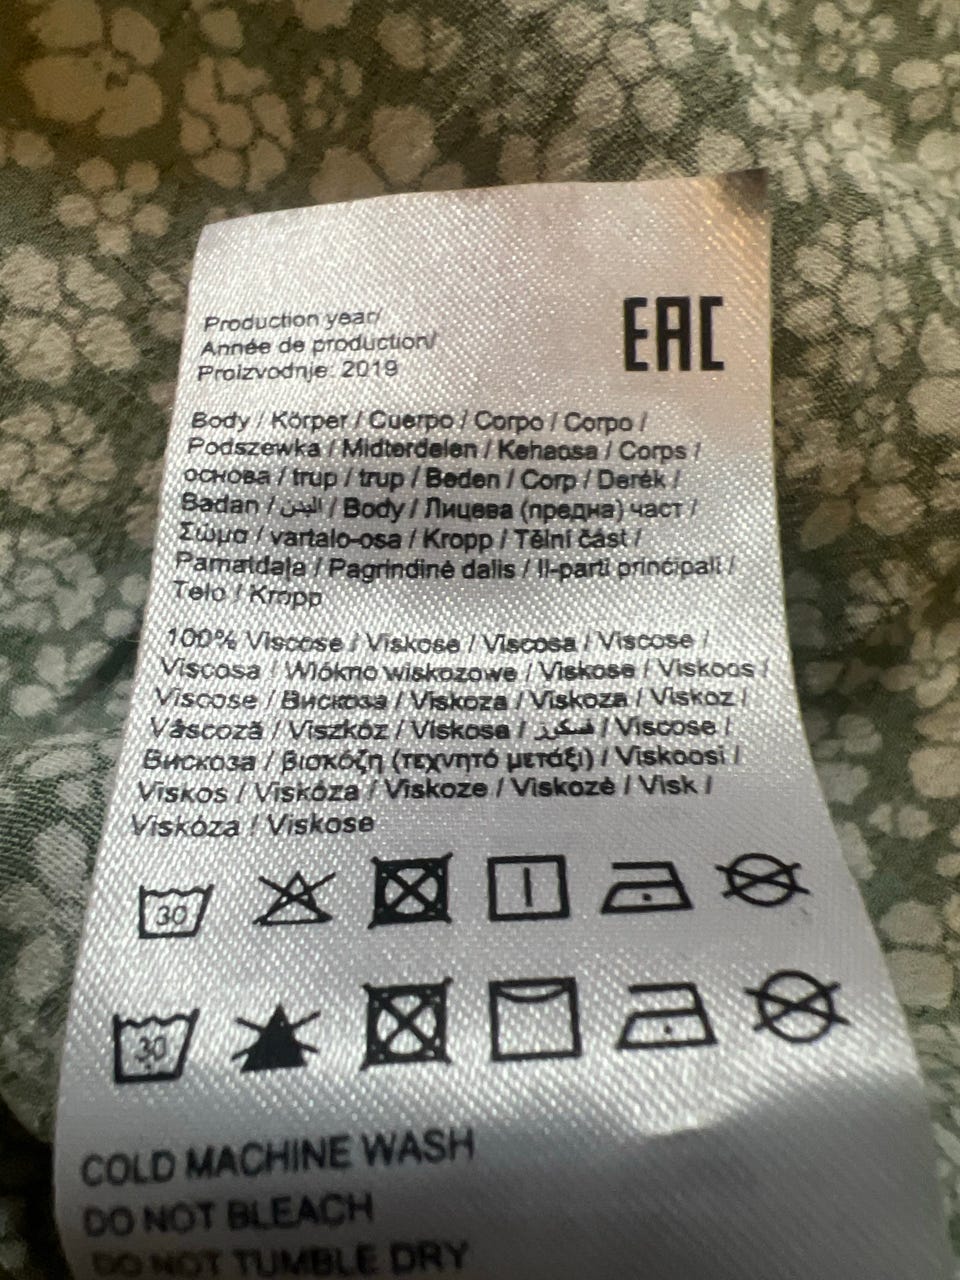 Production year/
Année de production/
Proizvodnje: 2019
EAC
Body / Körper / Cuerpo / Corpo / Corpo /
Podszewka / Midterdelen / Kehaosa / Corps /
основа / trup / trup / Beden / Corp / Derék /
Badan / البدن / Body / Лицева (предна) част /
Σώμα / vartalo-osa / Kropp / Tělní část /
Pamatdaļa / Pagrindinė dalis / Il-parti prinċipali /
Telo / Kropp
100% Viscose / Viskose / Viscosa / Viscose /
Viscosa / Włókno wiskozowe / Viskose / Viskoos /
Viscose / Вискоза / Viskoza / Viskoza / Viskoz /
Vâscoză / Viszkóz / Viskosa / فسكوز / Viscose /
Вискоза / βισκόζη (τεχνητό μετάξι) / Viskoosi /
Viskos / Viskóza / Viskoze / Viskozė / Visk /
Viskóza / Viskose
30
30
COLD MACHINE WASH
DO NOT BLEACH
DO NOT TUMBLE DRY